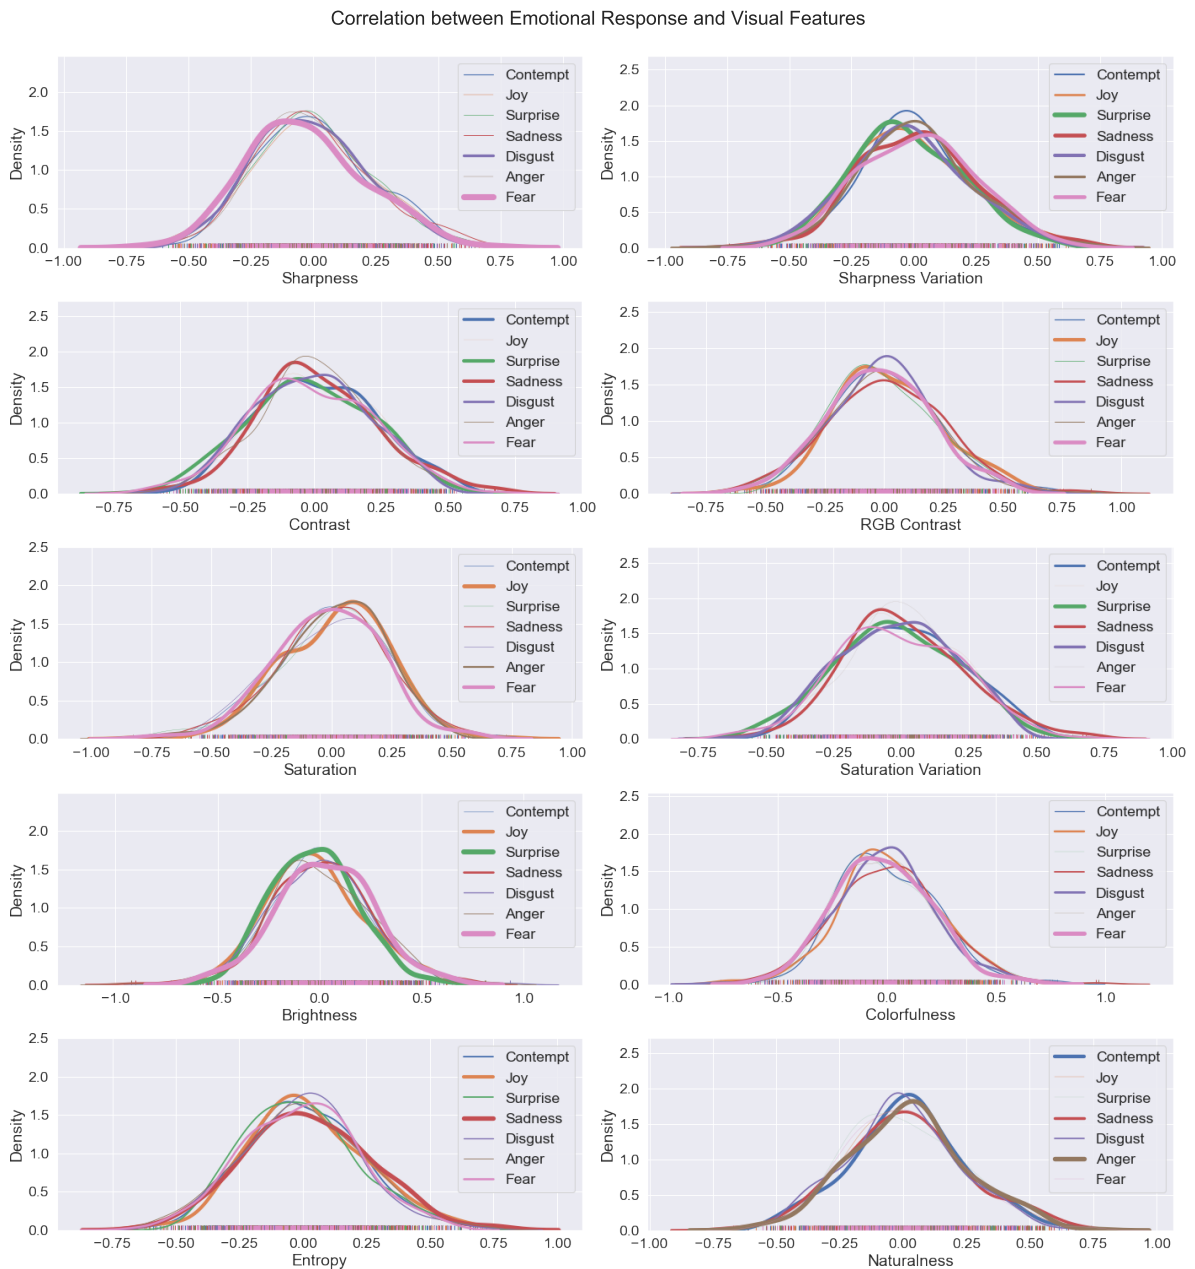 Correlation between Emotional Response and Visual Features
Density
2.0
1.5
1.0
0.5
0.0
Contempt
Joy
Surprise
Sadness
Disgust
Anger
Fear
−1.00 −0.75 −0.50 −0.25 0.00 0.25 0.50 0.75 1.00
Sharpness
Density
2.5
2.0
1.5
1.0
0.5
0.0
Contempt
Joy
Surprise
Sadness
Disgust
Anger
Fear
−1.00 −0.75 −0.50 −0.25 0.00 0.25 0.50 0.75 1.00
Sharpness Variation
Density
2.5
2.0
1.5
1.0
0.5
0.0
Contempt
Joy
Surprise
Sadness
Disgust
Anger
Fear
−0.75 −0.50 −0.25 0.00 0.25 0.50 0.75 1.00
Contrast
Density
2.5
2.0
1.5
1.0
0.5
0.0
Contempt
Joy
Surprise
Sadness
Disgust
Anger
Fear
−0.75 −0.50 −0.25 0.00 0.25 0.50 0.75 1.00
RGB Contrast
Density
2.5
2.0
1.5
1.0
0.5
0.0
Contempt
Joy
Surprise
Sadness
Disgust
Anger
Fear
−1.00 −0.75 −0.50 −0.25 0.00 0.25 0.50 0.75 1.00
Saturation
Density
2.5
2.0
1.5
1.0
0.5
0.0
Contempt
Joy
Surprise
Sadness
Disgust
Anger
Fear
−0.75 −0.50 −0.25 0.00 0.25 0.50 0.75 1.00
Saturation Variation
Density
2.0
1.5
1.0
0.5
0.0
Contempt
Joy
Surprise
Sadness
Disgust
Anger
Fear
−1.0 −0.5 0.0 0.5 1.0
Brightness
Density
2.5
2.0
1.5
1.0
0.5
0.0
Contempt
Joy
Surprise
Sadness
Disgust
Anger
Fear
−1.0 −0.5 0.0 0.5 1.0
Colorfulness
Density
2.5
2.0
1.5
1.0
0.5
0.0
Contempt
Joy
Surprise
Sadness
Disgust
Anger
Fear
−0.75 −0.50 −0.25 0.00 0.25 0.50 0.75 1.00
Entropy
Density
2.5
2.0
1.5
1.0
0.5
0.0
Contempt
Joy
Surprise
Sadness
Disgust
Anger
Fear
−1.00 −0.75 −0.50 −0.25 0.00 0.25 0.50 0.75 1.00
Naturalness